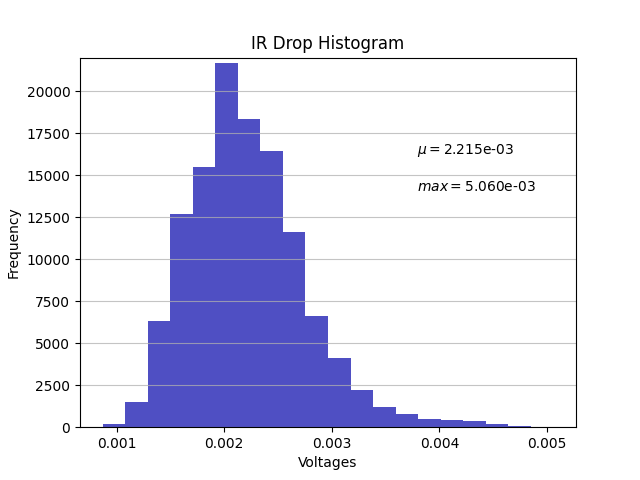 IR Drop Histogram
20000
17500
15000
12500
10000
7500
5000
2500
0
Frequency
μ = 2.215e-03
max = 5.060e-03
0.001 0.002 0.003 0.004 0.005
Voltages